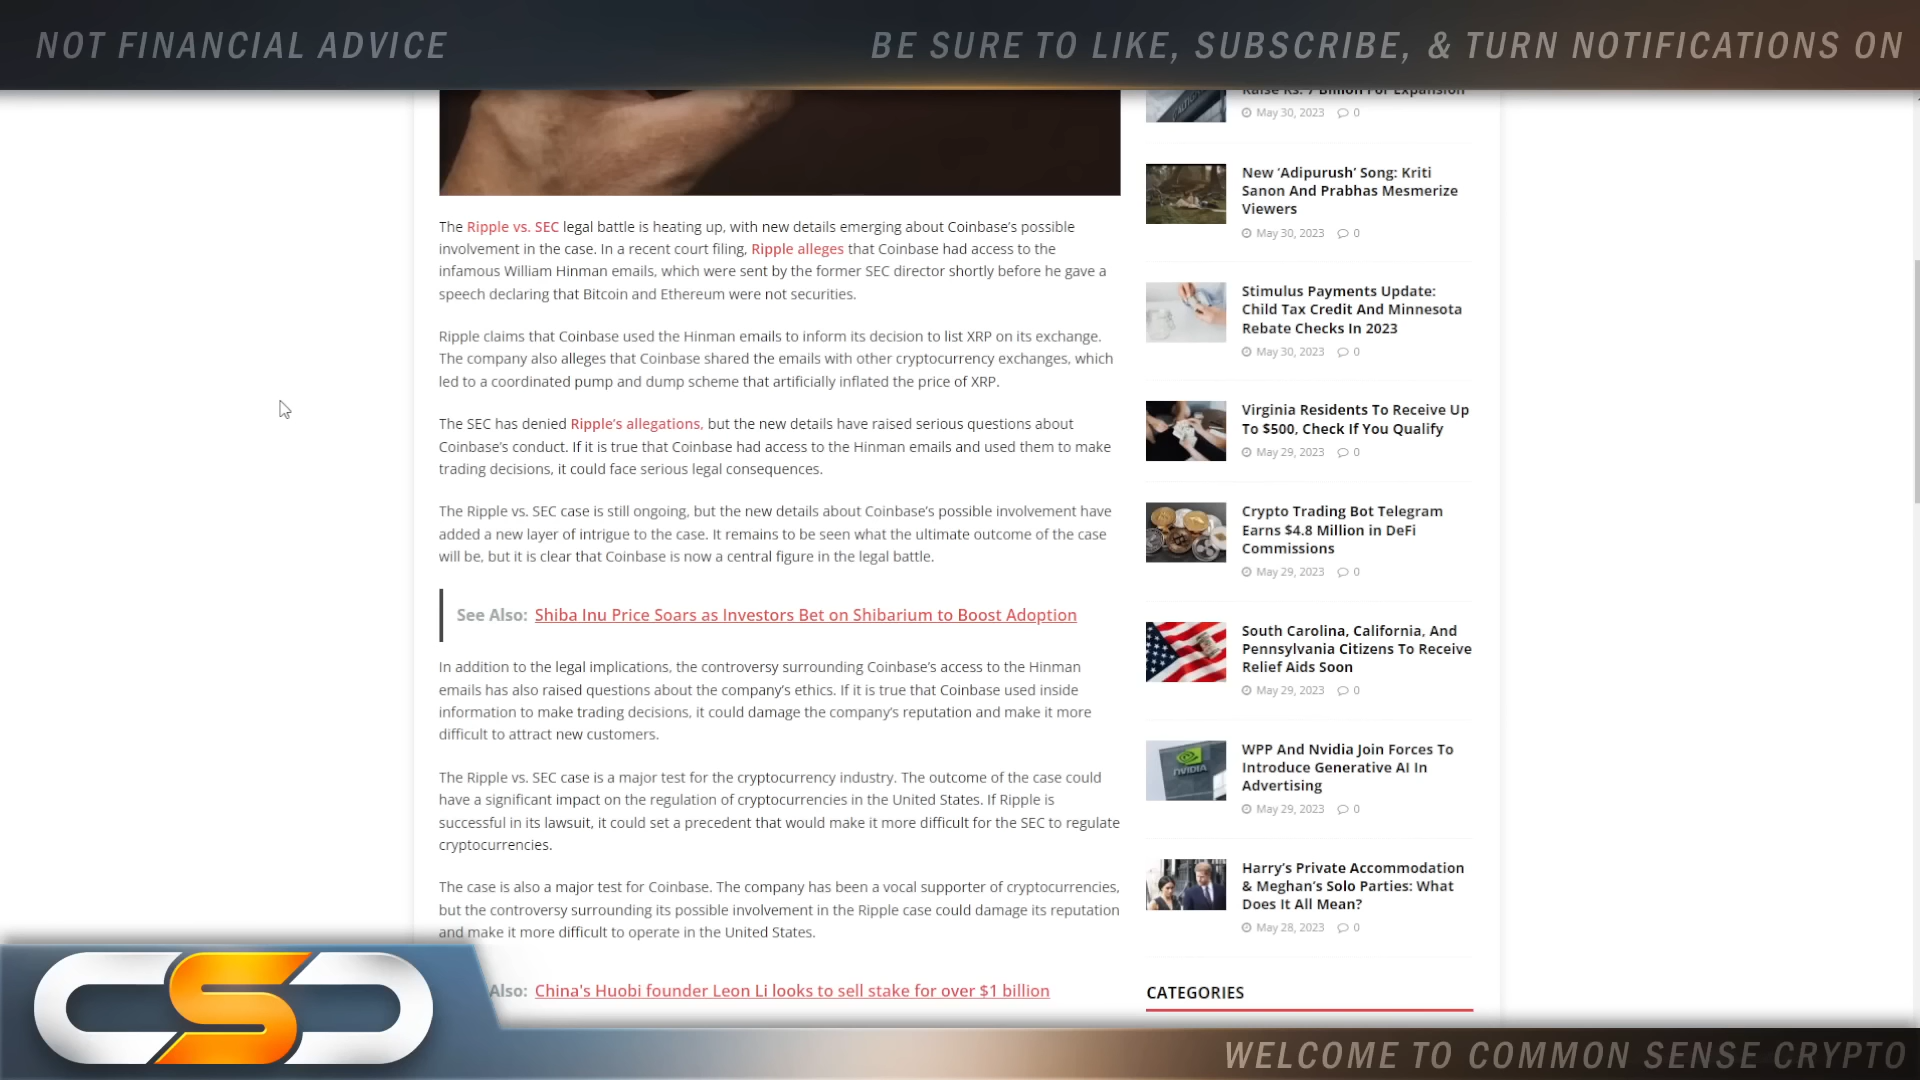 NOT FINANCIAL ADVICE
BE SURE TO LIKE, SUBSCRIBE, & TURN NOTIFICATIONS ON
The Ripple vs. SEC legal battle is heating up, with new details emerging about Coinbase's possible
involvement in the case. In a recent court filing, Ripple alleges that Coinbase had access to the
infamous William Hinman emails, which were sent by the former SEC director shortly before he gave a
speech declaring that Bitcoin and Ethereum were not securities.
Ripple claims that Coinbase used the Hinman emails to inform its decision to list XRP on its exchange.
The company also alleges that Coinbase shared the emails with other cryptocurrency exchanges, which
led to a coordinated pump and dump scheme that artificially inflated the price of XRP.
The SEC has denied Ripple's allegations, but the new details have raised serious questions about
Coinbase's conduct. If it is true that Coinbase had access to the Hinman emails and used them to make
trading decisions, it could face serious legal consequences.
The Ripple vs. SEC case is still ongoing, but the new details about Coinbase's possible involvement have
added a new layer of intrigue to the case. It remains to be seen what the ultimate outcome of the case
will be, but it is clear that Coinbase is now a central figure in the legal battle.
See Also: Shiba Inu Price Soars as Investors Bet on Shibarium to Boost Adoption
In addition to the legal implications, the controversy surrounding Coinbase's access to the Hinman
emails has also raised questions about the company's ethics. If it is true that Coinbase used inside
information to make trading decisions, it could damage the company's reputation and make it more
difficult to attract new customers.
The Ripple vs. SEC case is a major test for the cryptocurrency industry. The outcome of the case could
have a significant impact on the regulation of cryptocurrencies in the United States. If Ripple is
successful in its lawsuit, it could set a precedent that would make it more difficult for the SEC to regulate
cryptocurrencies.
The case is also a major test for Coinbase. The company has been a vocal supporter of cryptocurrencies,
but the controversy surrounding its possible involvement in the Ripple case could damage its reputation
and make it more difficult to operate in the United States.
Also: China's Huobi founder Leon Li looks to sell stake for over $1 billion
Raise Rs. 7 Billion For Expansion
May 30, 2023 0
New 'Adipurush' Song: Kriti
Sanon And Prabhas Mesmerize
Viewers
May 30, 2023 0
Stimulus Payments Update:
Child Tax Credit And Minnesota
Rebate Checks In 2023
May 30, 2023 0
Virginia Residents To Receive Up
To $500, Check If You Qualify
May 29, 2023 0
Crypto Trading Bot Telegram
Earns $4.8 Million in DeFi
Commissions
May 29, 2023 0
South Carolina, California, And
Pennsylvania Citizens To Receive
Relief Aids Soon
May 29, 2023 0
NVIDIA
WPP And Nvidia Join Forces To
Introduce Generative AI In
Advertising
May 29, 2023 0
Harry's Private Accommodation
& Meghan's Solo Parties: What
Does It All Mean?
May 28, 2023 0
CATEGORIES
CSC
WELCOME TO COMMON SENSE CRYPTO